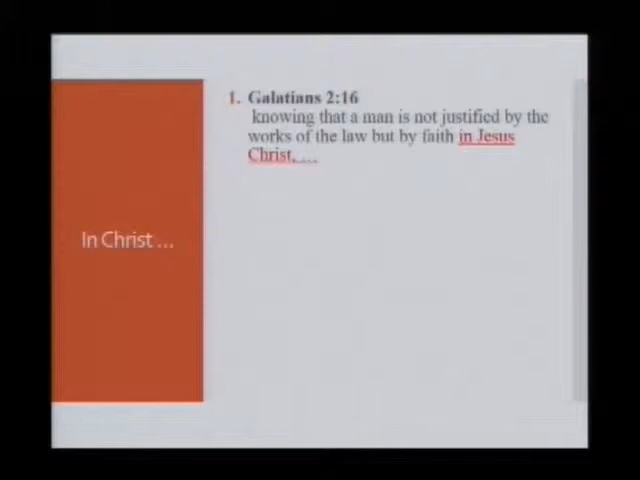 1. Galatians 2:16
knowing that a man is not justified by the
works of the law but by faith in Jesus
Christ, ...
In Christ ...